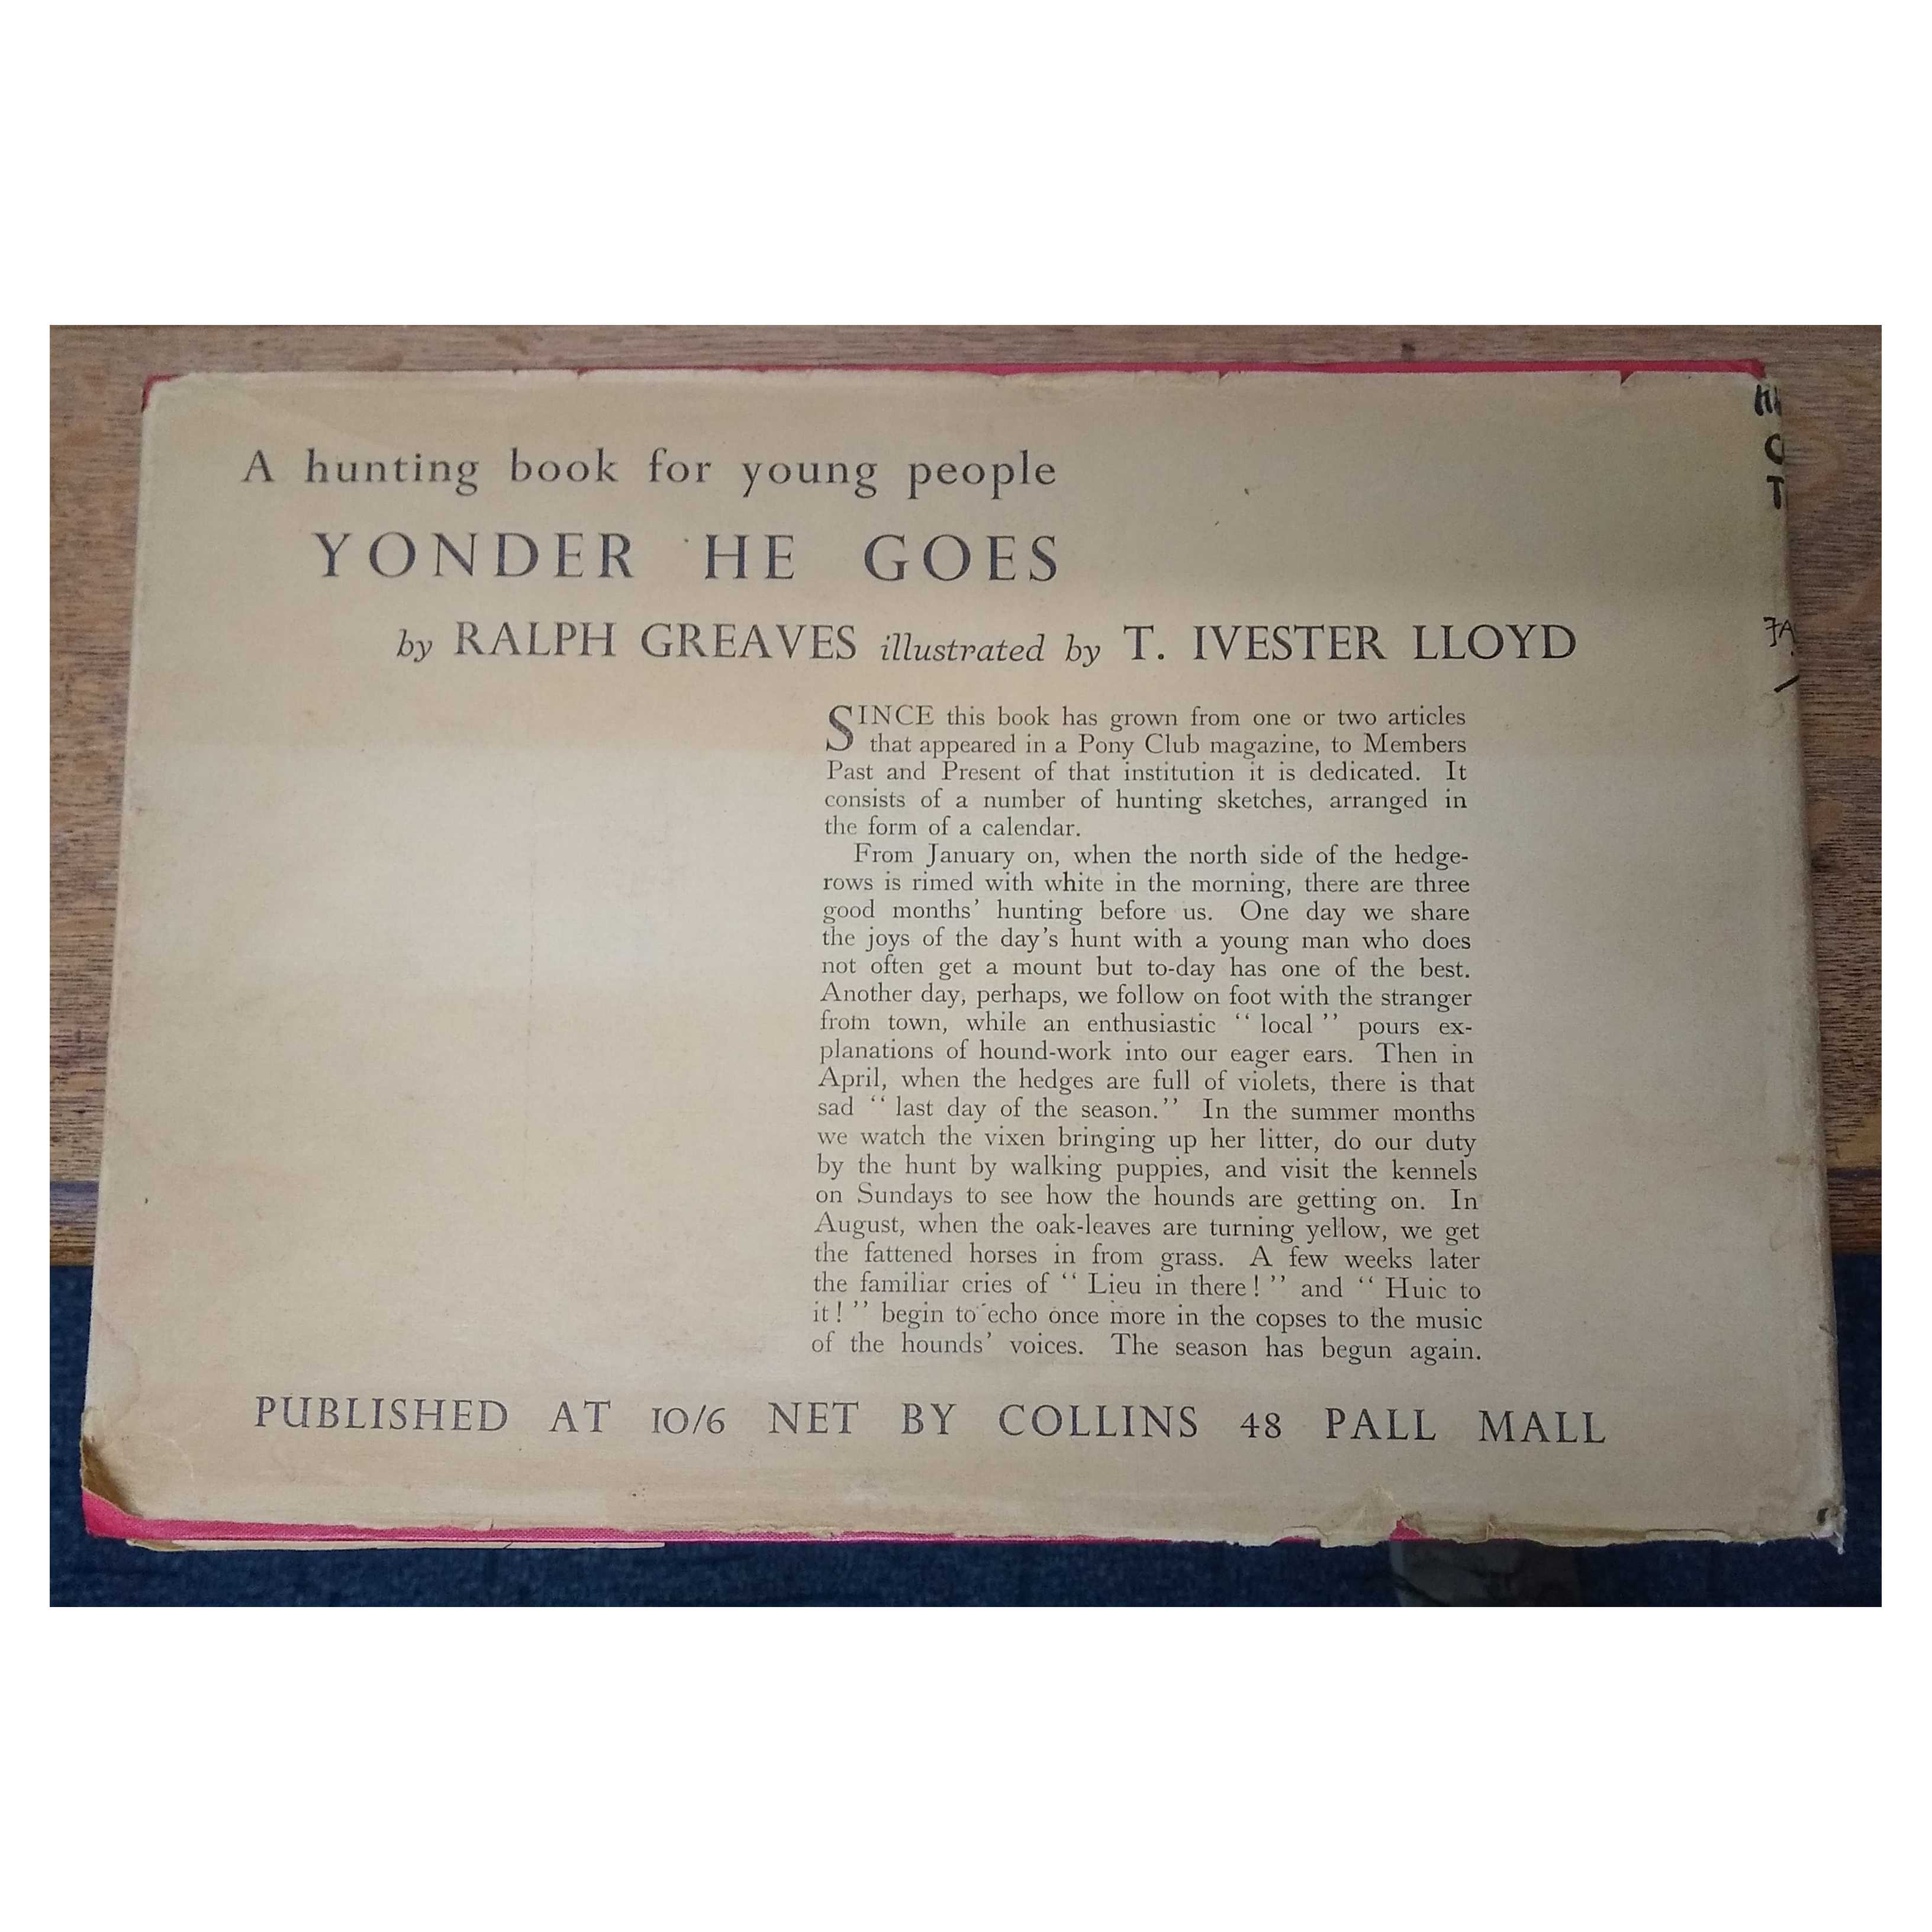 A hunting book for young people
YONDER HE GOES
by RALPH GREAVES illustrated by T. IVESTER LLOYD
SINCE this book has grown from one or two articles
that appeared in a Pony Club magazine, to Members
Past and Present of that institution it is dedicated. It
consists of a number of hunting sketches, arranged in
the form of a calendar.
From January on, when the north side of the hedge-
rows is rimed with white in the morning, there are three
good months' hunting before us. One day we share
the joys of the day's hunt with a young man who does
not often get a mount but to-day has one of the best.
Another day, perhaps, we follow on foot with the stranger
from town, while an enthusiastic “ local ” pours ex-
planations of hound-work into our eager ears. Then in
April, when the hedges are full of violets, there is that
sad “ last day of the season.” In the summer months
we watch the vixen bringing up her litter, do our duty
by the hunt by walking puppies, and visit the kennels
on Sundays to see how the hounds are getting on. In
August, when the oak-leaves are turning yellow, we get
the fattened horses in from grass. A few weeks later
the familiar cries of “ Lieu in there ! ” and “ Huic to
it ! ” begin to echo once more in the copses to the music
of the hounds' voices. The season has begun again.
PUBLISHED AT 10/6 NET BY COLLINS 48 PALL MALL